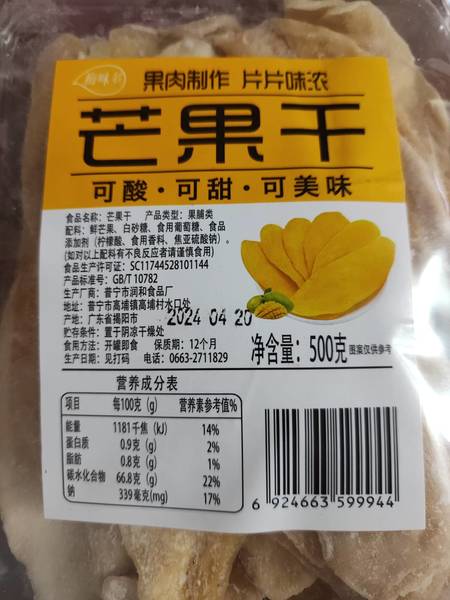 果肉制作 片片味浓
芒果干
可酸·可甜·可美味
食品名称：芒果干 产品类型：果脯类
配料：鲜芒果、白砂糖、食用葡萄糖、食品
添加剂（柠檬酸、食用香料、焦亚硫酸钠）。
(如对以上配料有不良反应者请谨慎食用)
食品生产许可证：SC11744528101144
产品标准号：GB/T 10782
生产厂商：普宁市润和食品厂
地址：普宁市高埔镇高埔村水口处
产地：广东省揭阳市
2024 04 20
贮存条件：置于阴凉干燥处
食用方法：开罐即食 保质期：12个月
生产日期：见打码 电话：0663-2711829
净含量：500克 图案仅供参考
营养成分表
项目 每100克（g） 营养素参考值%
能量 1181千焦（kJ） 14%
蛋白质 0.9克（g） 2%
脂肪 0.8克（g） 1%
碳水化合物 66.8克（g） 22%
钠 339毫克(mg) 17%
6 924663 599944